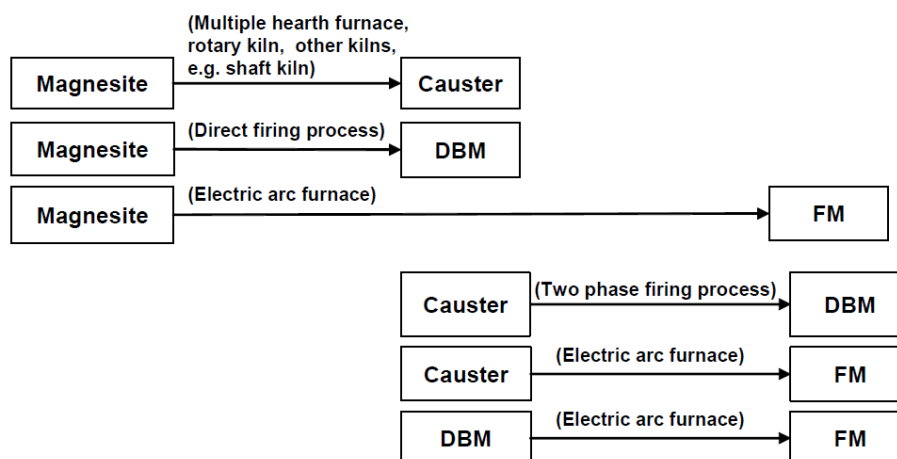 (Multiple hearth furnace,
rotary kiln, other kilns,
e.g. shaft kiln)
Magnesite
Causter
(Direct firing process)
Magnesite
DBM
(Electric arc furnace)
Magnesite
FM
(Two phase firing process)
Causter
DBM
(Electric arc furnace)
Causter
FM
(Electric arc furnace)
DBM
FM